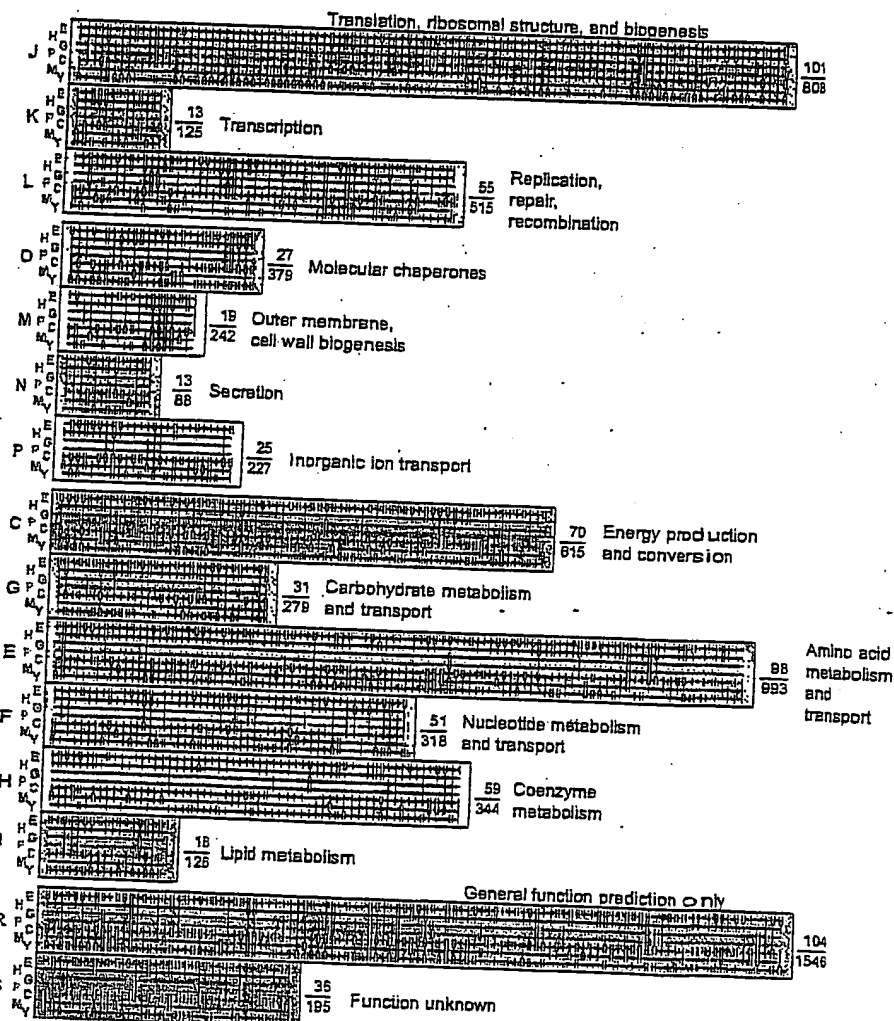 Translation, ribosomal structure, and biogenesis
J H E P G M C Y
101
808
K H E P G M C Y
13
125
Transcription
L H E P G M C Y
55
515
Replication,
repair,
recombination
O H E P G M C Y
27
379
Molecular chaperones
M H E P G M C Y
19
242
Outer membrane,
cell wall biogenesis
N H E P G M C Y
13
88
Secretion
P H E P G M C Y
25
227
Inorganic ion transport
C H E P G M C Y
70
615
Energy production
and conversion
G H E P G M C Y
31
279
Carbohydrate metabolism
and transport
E H E P G M C Y
98
993
Amino acid
metabolism
and
transport
F H E P G M C Y
51
318
Nucleotide metabolism
and transport
H H E P G M C Y
59
344
Coenzyme
metabolism
H E P G M C Y
18
126
Lipid metabolism
General function prediction only
R H E P G M C Y
104
1546
H E P G M C Y
36
195
Function unknown